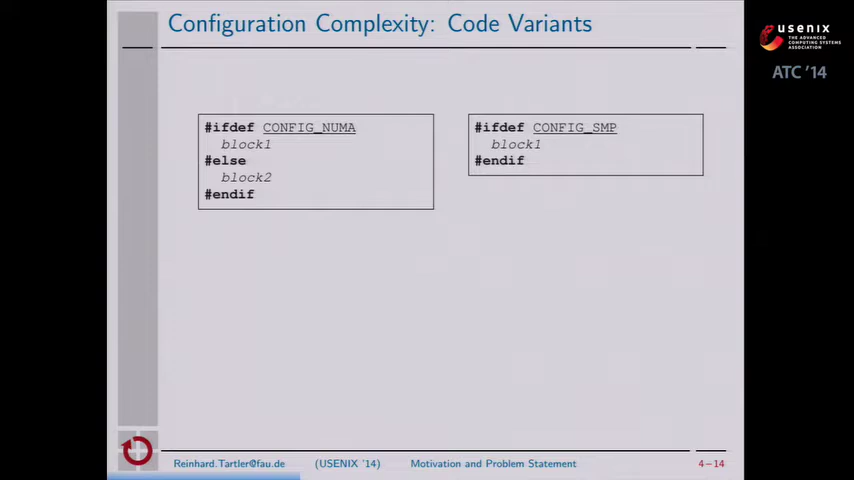 Configuration Complexity: Code Variants
usenix
THE ADVANCED
COMPUTING SYSTEMS
ASSOCIATION
ATC '14
#ifdef CONFIG_NUMA
block1
#else
block2
#endif
#ifdef CONFIG_SMP
block1
#endif
Reinhard.Tartler@fau.de (USENIX '14) Motivation and Problem Statement 4–14